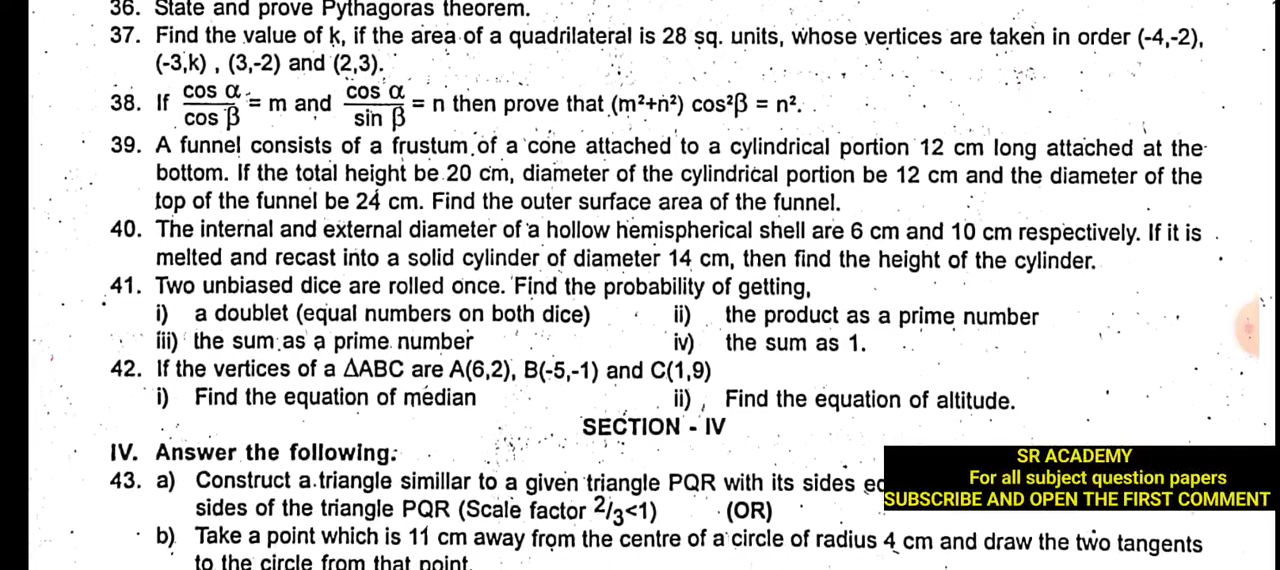 36. State and prove Pythagoras theorem.
37. Find the value of k, if the area of a quadrilateral is 28 sq. units, whose vertices are taken in order (-4,-2),
(-3,k) , (3,-2) and (2,3).
38. If cos α / cos β = m and cos α / sin β = n then prove that (m²+n²) cos²β = n².
39. A funnel consists of a frustum of a cone attached to a cylindrical portion 12 cm long attached at the
bottom. If the total height be 20 cm, diameter of the cylindrical portion be 12 cm and the diameter of the
top of the funnel be 24 cm. Find the outer surface area of the funnel.
40. The internal and external diameter of a hollow hemispherical shell are 6 cm and 10 cm respectively. If it is
melted and recast into a solid cylinder of diameter 14 cm, then find the height of the cylinder.
41. Two unbiased dice are rolled once. Find the probability of getting,
i) a doublet (equal numbers on both dice) ii) the product as a prime number
iii) the sum as a prime number iv) the sum as 1.
42. If the vertices of a ΔABC are A(6,2), B(-5,-1) and C(1,9)
i) Find the equation of median ii) Find the equation of altitude.
SECTION - IV
IV. Answer the following:
43. a) Construct a triangle simillar to a given triangle PQR with its sides
sides of the triangle PQR (Scale factor 2/3<1) (OR)
b) Take a point which is 11 cm away from the centre of a circle of radius 4 cm and draw the two tangents
to the circle from that point.
SR ACADEMY
For all subject question papers
SUBSCRIBE AND OPEN THE FIRST COMMENT